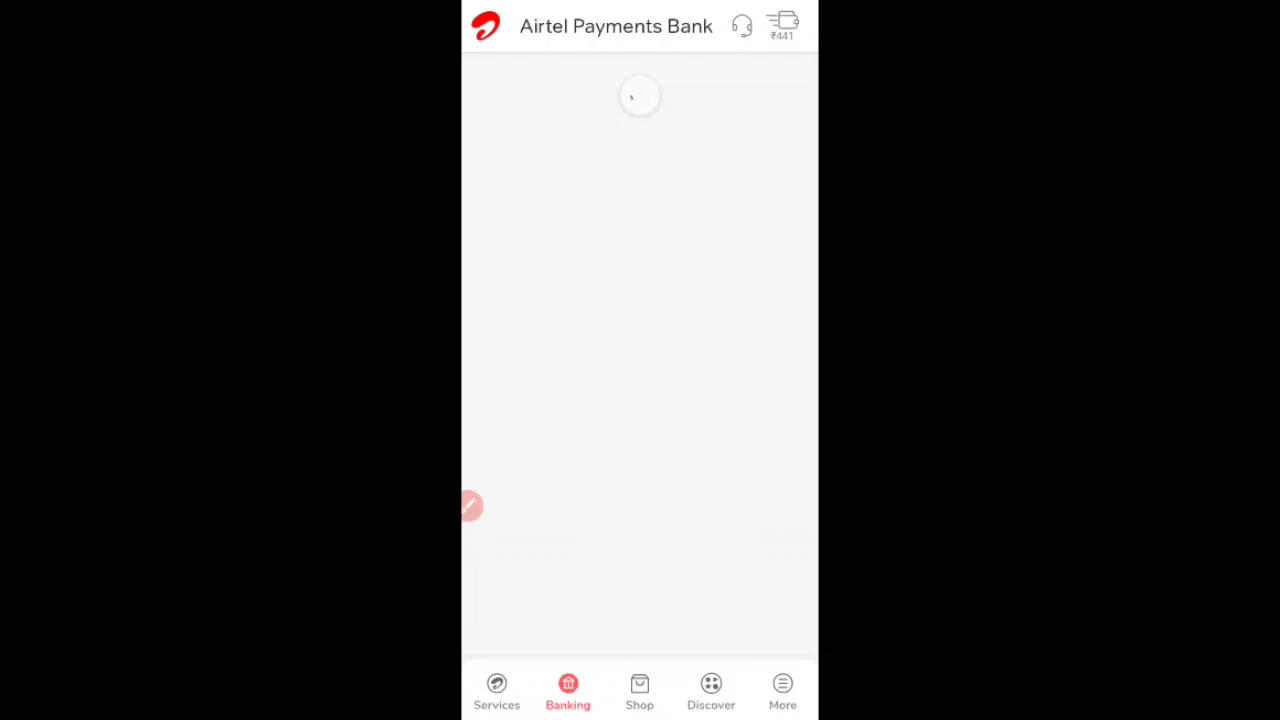 Airtel Payments Bank
₹441
Services
Banking
Shop
Discover
More